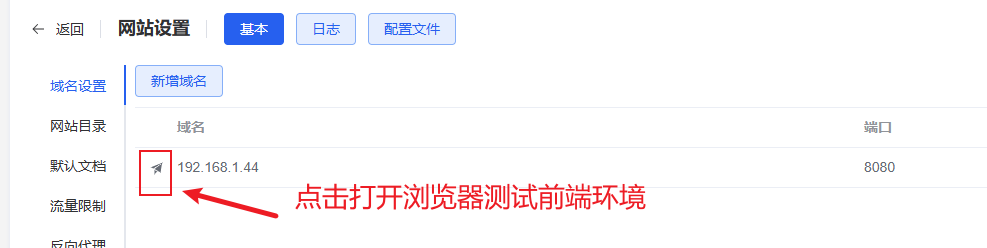 ← 返回 网站设置 基本 日志 配置文件
域名设置 新增域名
网站目录 域名 端口
默认文档 192.168.1.44 8080
流量限制 点击打开浏览器测试前端环境
反向代理